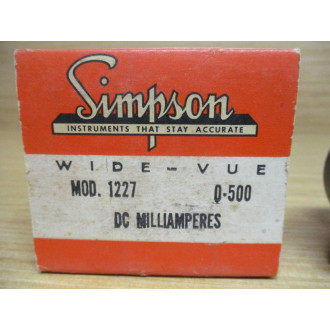 Simpson
INSTRUMENTS THAT STAY ACCURATE
WIDE-VUE
MOD. 1227 0-500
DC MILLIAMPERES